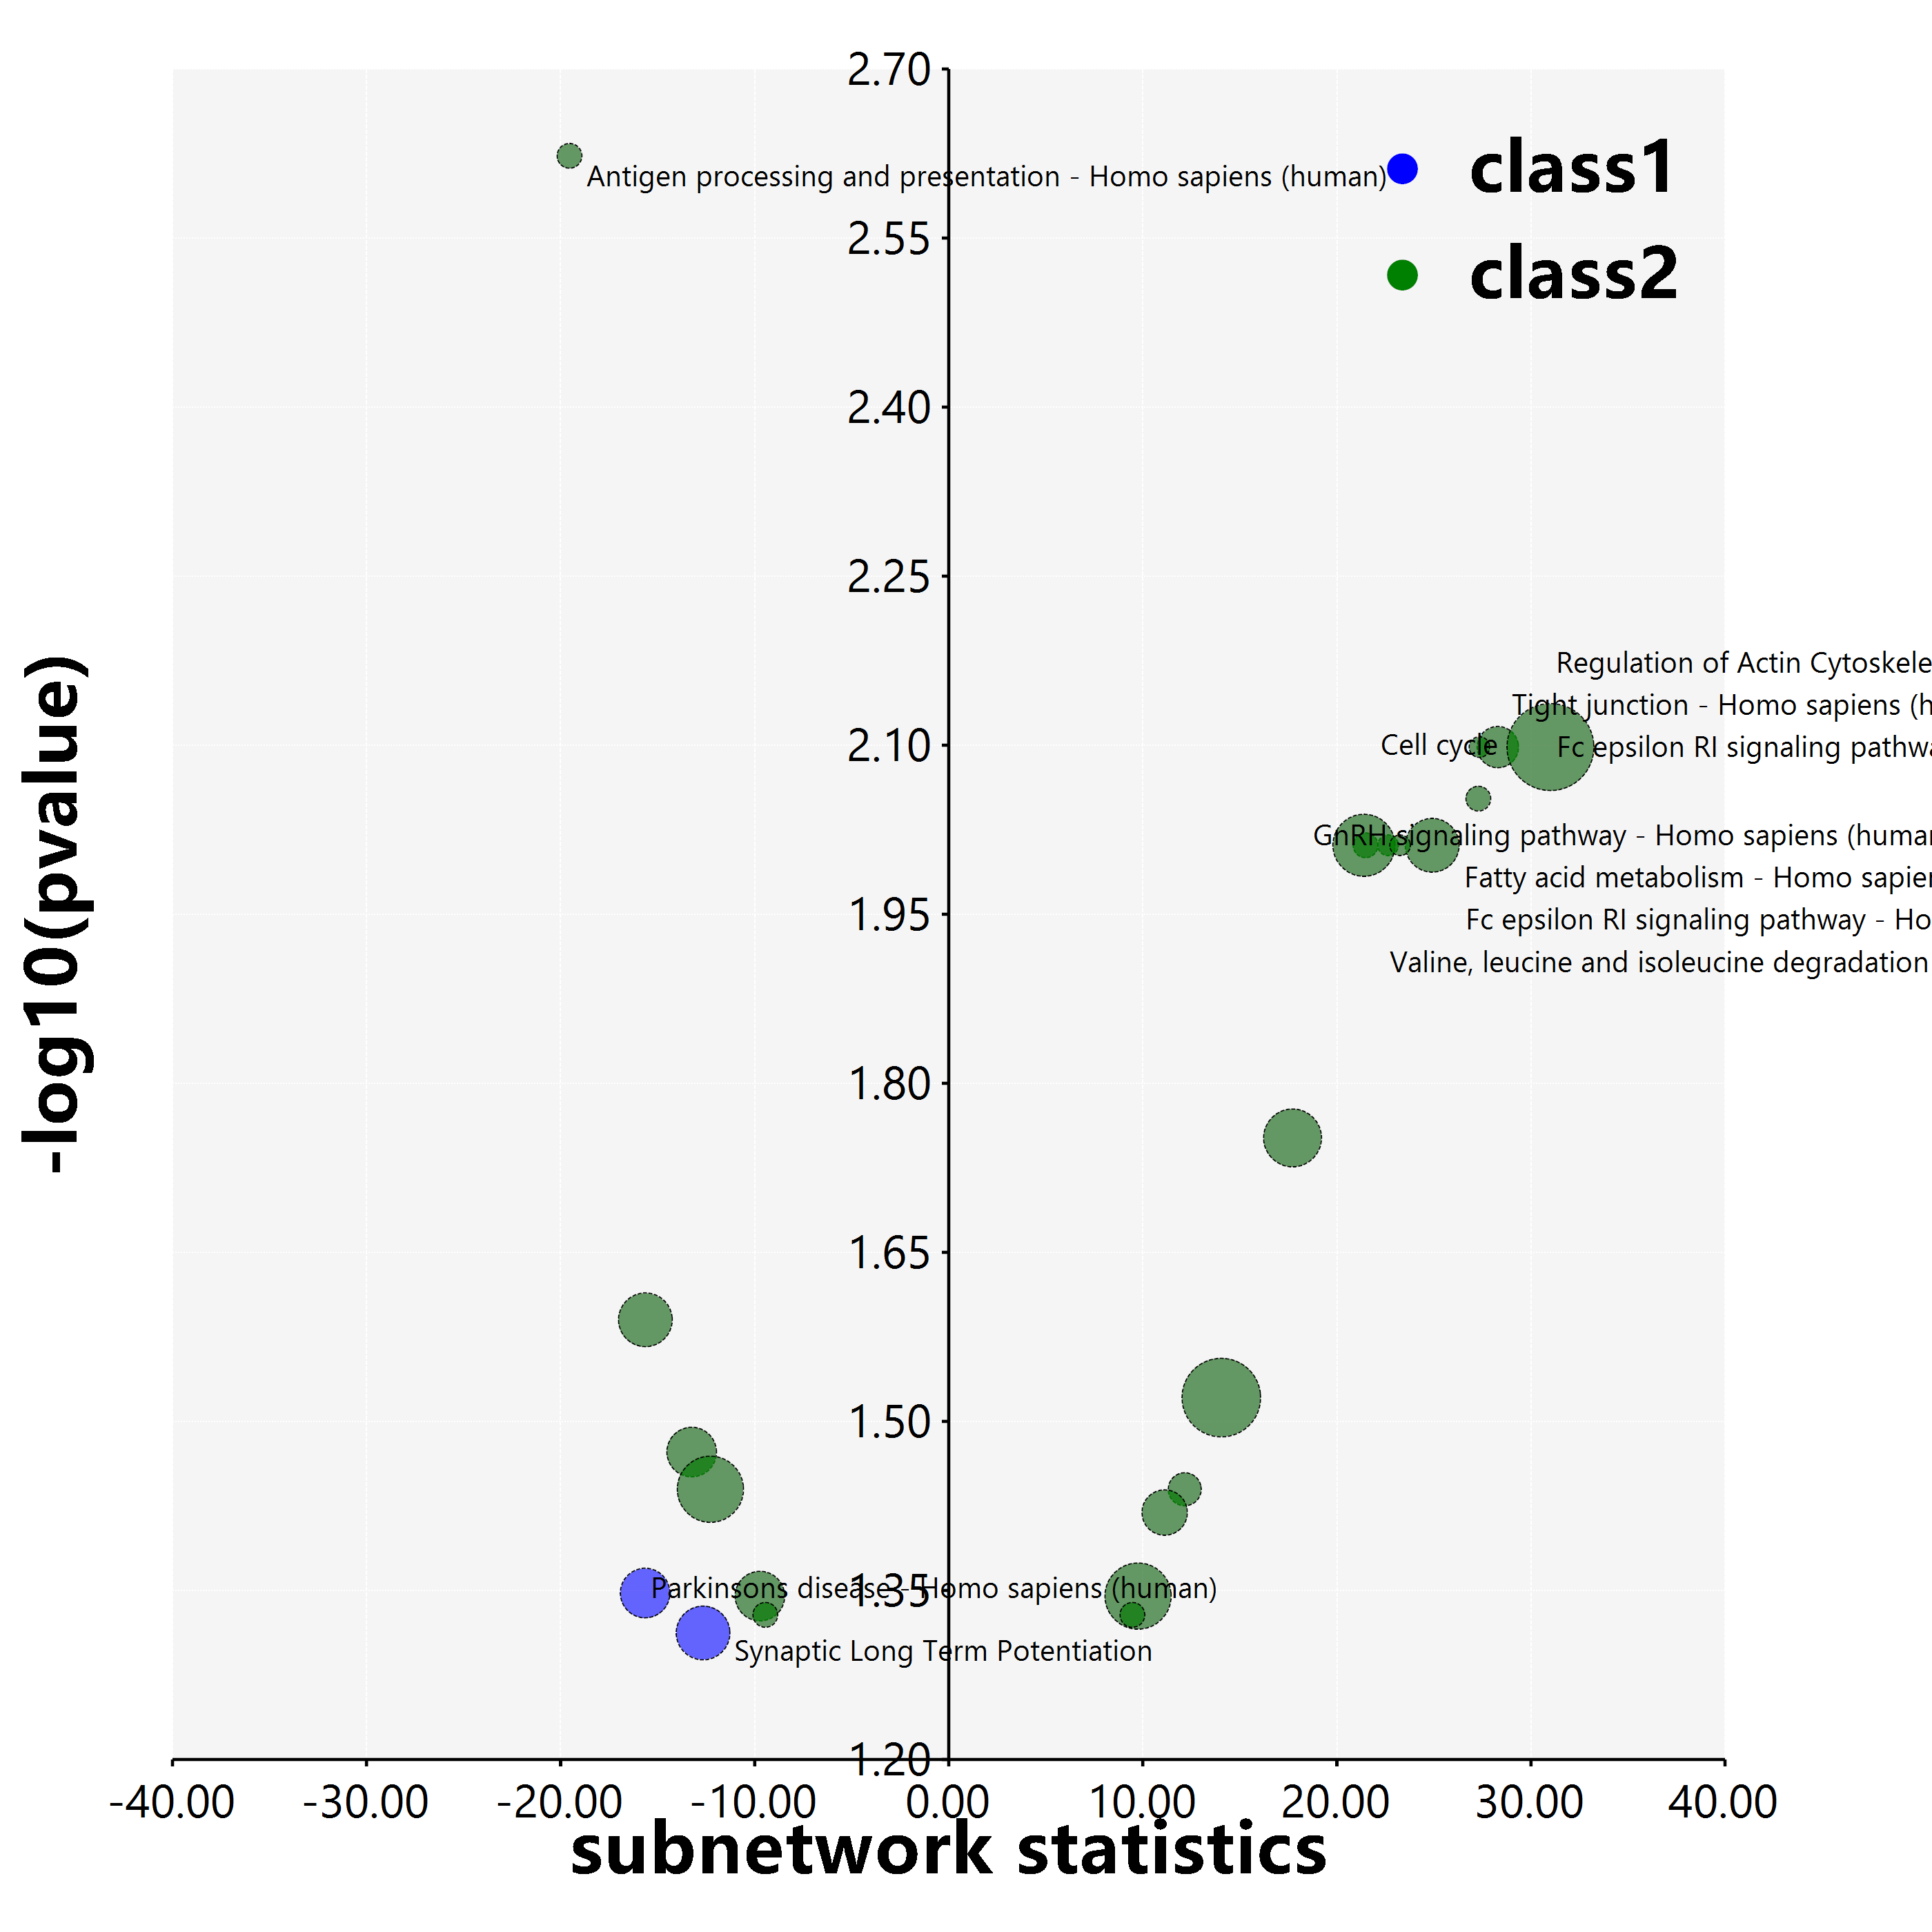 2.70
Antigen processing and presentation - Homo sapiens (human)
class1
2.55
class2
2.40
2.25
Regulation of Actin Cytoskele
Tight junction - Homo sapiens (h
2.10
Cell cycle
Fc epsilon RI signaling pathwa
GnRH signaling pathway - Homo sapiens (human
Fatty acid metabolism - Homo sapien
1.95
Fc epsilon RI signaling pathway - Ho
Valine, leucine and isoleucine degradation
-log10(pvalue)
1.80
1.65
1.50
1.35
Parkinsons disease - Homo sapiens (human)
Synaptic Long Term Potentiation
1.20
-40.00 -30.00 -20.00 -10.00 0.00 10.00 20.00 30.00 40.00
subnetwork statistics